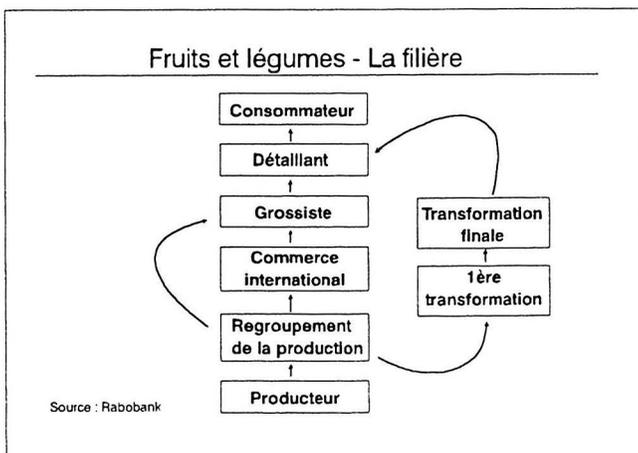 Fruits et légumes - La filière
Consommateur
Détaillant
Grossiste
Commerce
international
Regroupement
de la production
Producteur
Transformation
finale
1ère
transformation
Source : Rabobank